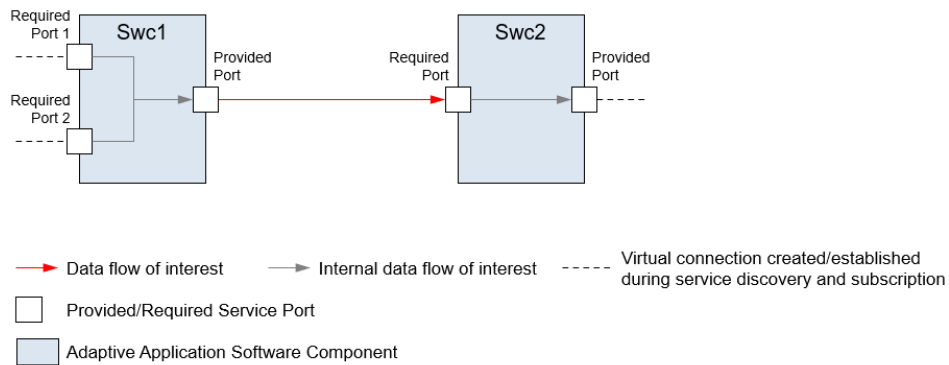 Required
Port 1
Swc1
Provided
Port
Required
Port 2
Required
Port
Swc2
Provided
Port
Data flow of interest
Internal data flow of interest
Virtual connection created/established
during service discovery and subscription
Provided/Required Service Port
Adaptive Application Software Component